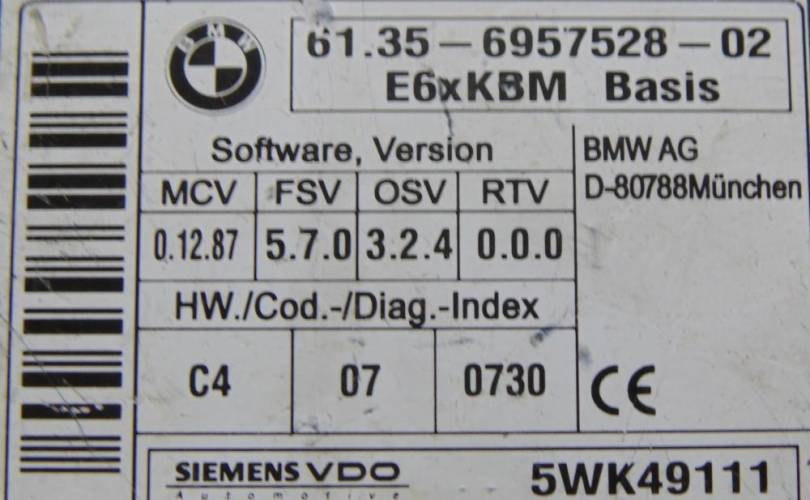 BMW
61.35-6957528-02
E6xKBM Basis
Software, Version
BMW AG
D-80788München
MCV FSV OSV RTV
0.12.87 5.7.0 3.2.4 0.0.0
HW./Cod.-/Diag.-Index
C4 07 0730
CE
SIEMENS VDO
Automotive
5WK49111